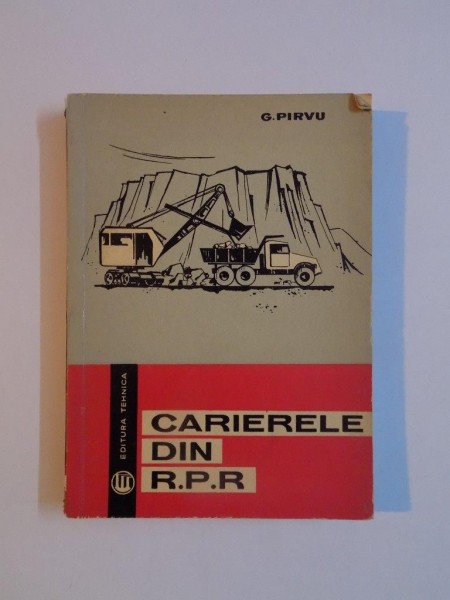 G. PIRVU
EDITURA TEHNICA
CARIERELE
DIN
R.P.R